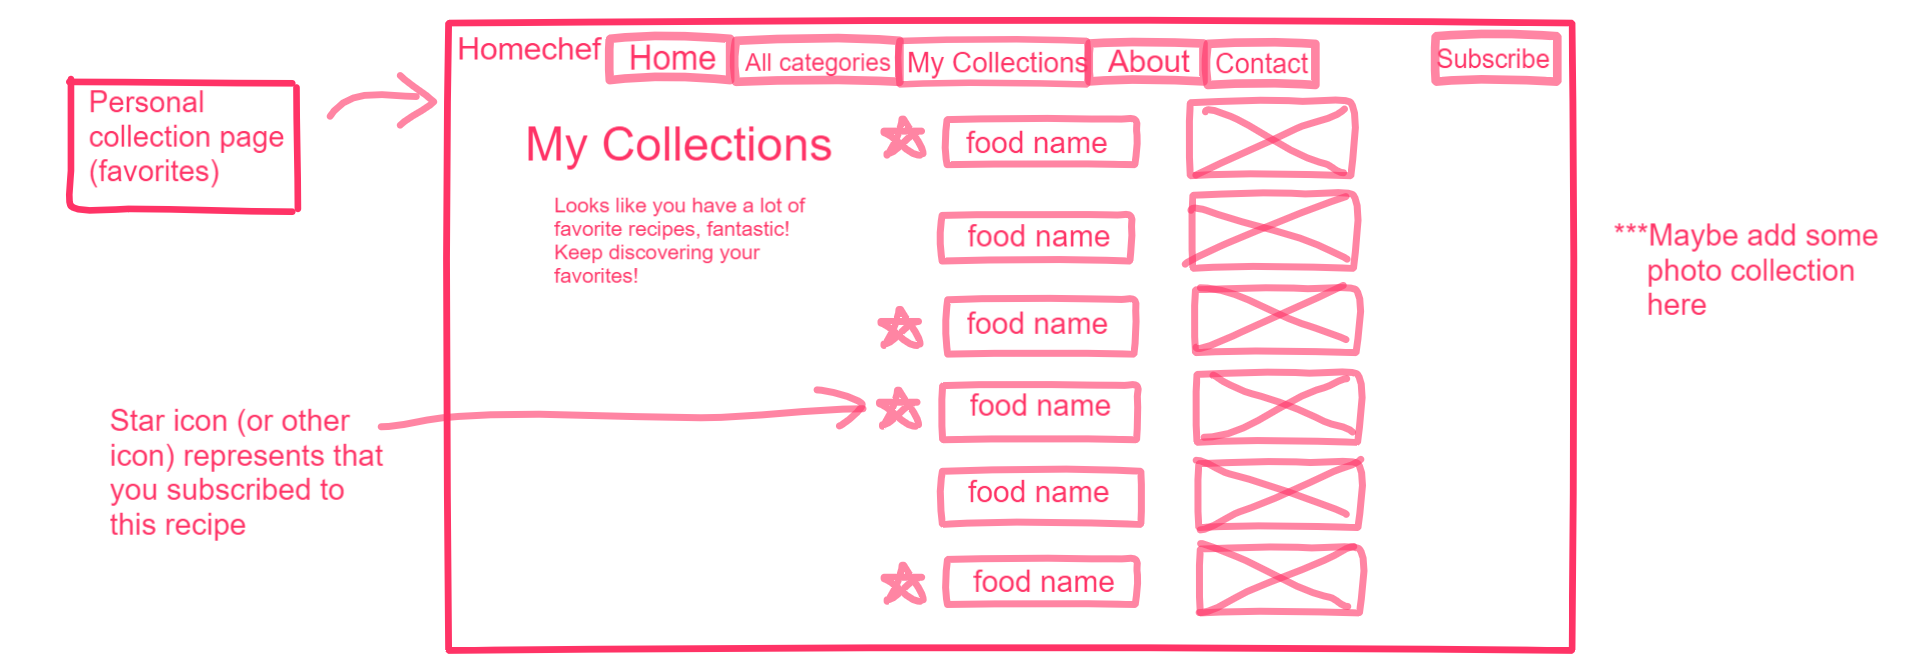 Homechef
Home
All categories
My Collections
About
Contact
Subscribe
Personal
collection page
(favorites)
My Collections
Looks like you have a lot of
favorite recipes, fantastic!
Keep discovering your
favorites!
food name
food name
food name
food name
food name
food name
***Maybe add some
photo collection
here
Star icon (or other
icon) represents that
you subscribed to
this recipe